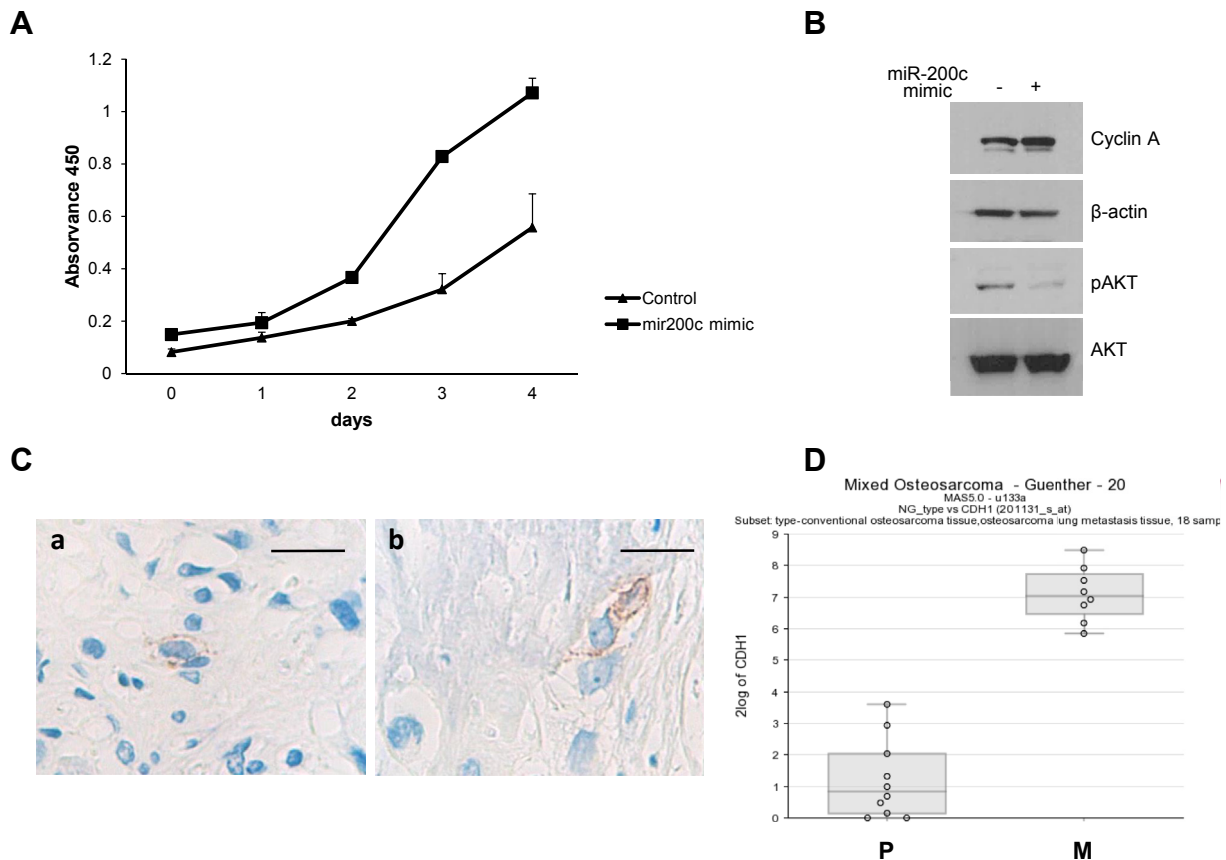 A
1.2
1
0.8
0.6
0.4
0.2
0
Absorvance 450
0 1 2 3 4
days
Control
mir200c mimic
B
miR-200c
mimic
- +
Cyclin A
β-actin
pAKT
AKT
C
a
b
D
Mixed Osteosarcoma - Guenther - 20
MAS5.0 - u133a
NG_type vs CDH1 (201131_s_at)
Subset: type-conventional osteosarcoma tissue,osteosarcoma lung metastasis tissue, 18 samp
9
8
7
6
5
4
3
2
1
0
2log of CDH1
P M